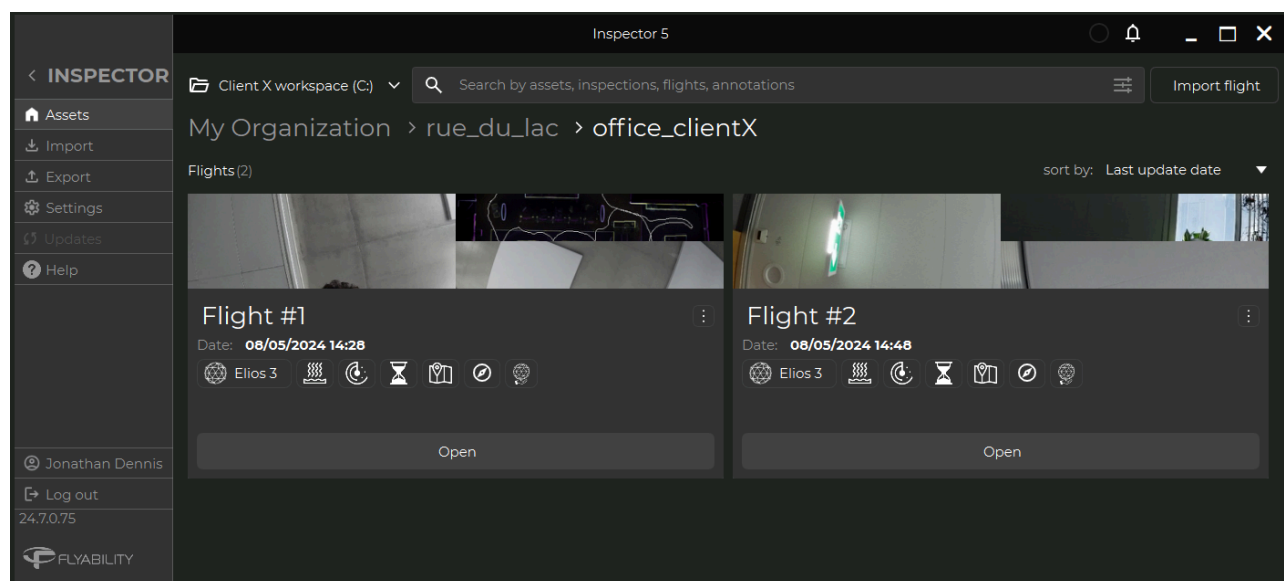 Inspector 5
< INSPECTOR
Assets
Import
Export
Settings
Updates
Help
Jonathan Dennis
Log out
24.7.0.75
FLYABILITY
Client X workspace (C:)
Search by assets, inspections, flights, annotations
Import flight
My Organization > rue_du_lac > office_clientX
Flights (2)
sort by: Last update date
Flight #1
Date: 08/05/2024 14:28
Elios 3
Open
Flight #2
Date: 08/05/2024 14:48
Elios 3
Open